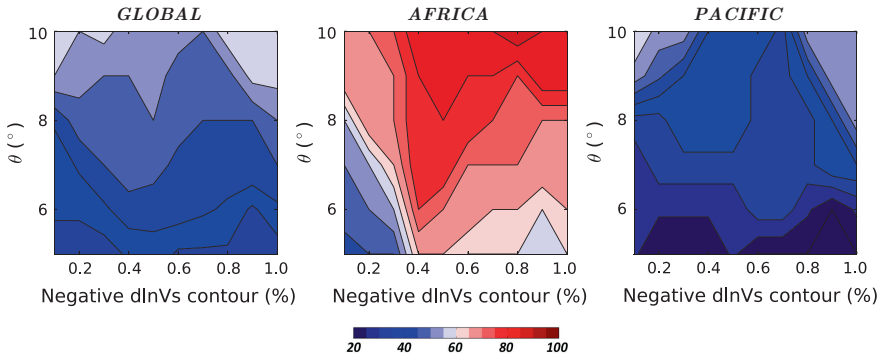 GLOBAL AFRICA PACIFIC
10 10 10
8 8 8
θ (°) θ (°) θ (°)
6 6 6
0.2 0.4 0.6 0.8 1.0 0.2 0.4 0.6 0.8 1.0 0.2 0.4 0.6 0.8 1.0
Negative dlnVs contour (%) Negative dlnVs contour (%) Negative dlnVs contour (%)
20 40 60 80 100